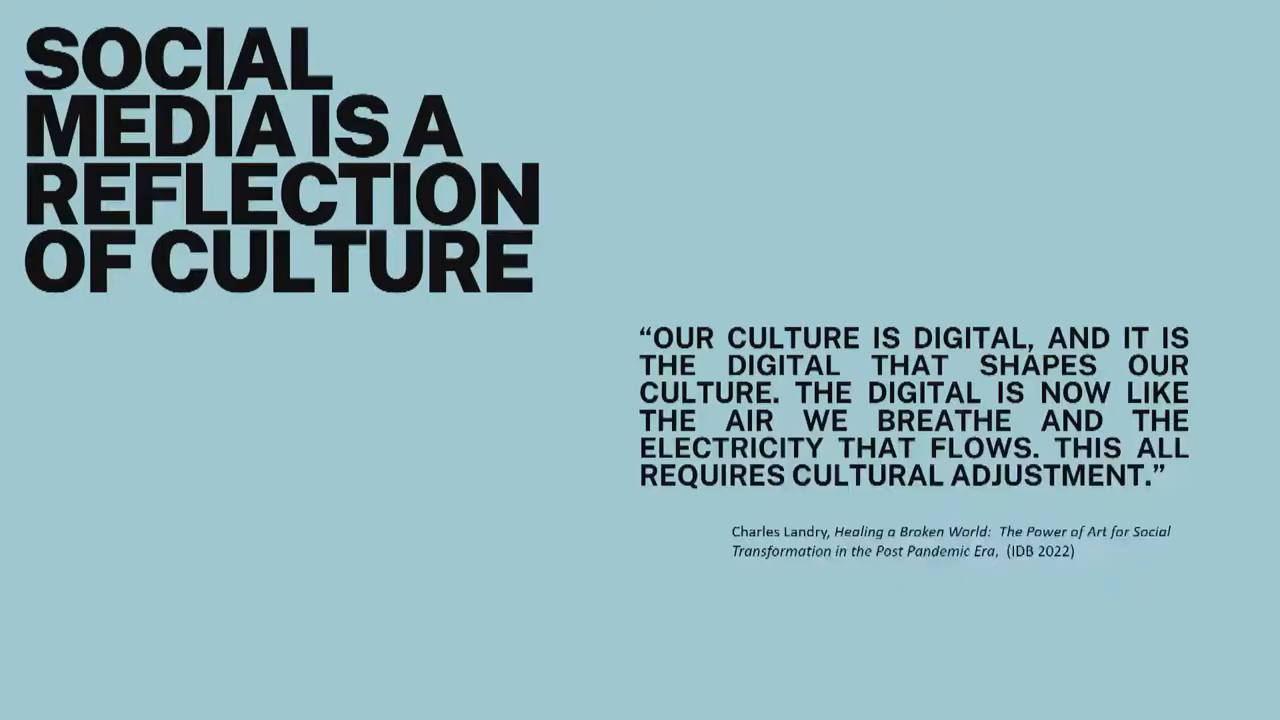 SOCIAL
MEDIA IS A
REFLECTION
OF CULTURE
“OUR CULTURE IS DIGITAL, AND IT IS
THE DIGITAL THAT SHAPES OUR
CULTURE. THE DIGITAL IS NOW LIKE
THE AIR WE BREATHE AND THE
ELECTRICITY THAT FLOWS. THIS ALL
REQUIRES CULTURAL ADJUSTMENT.”
Charles Landry, Healing a Broken World: The Power of Art for Social
Transformation in the Post Pandemic Era, (IDB 2022)